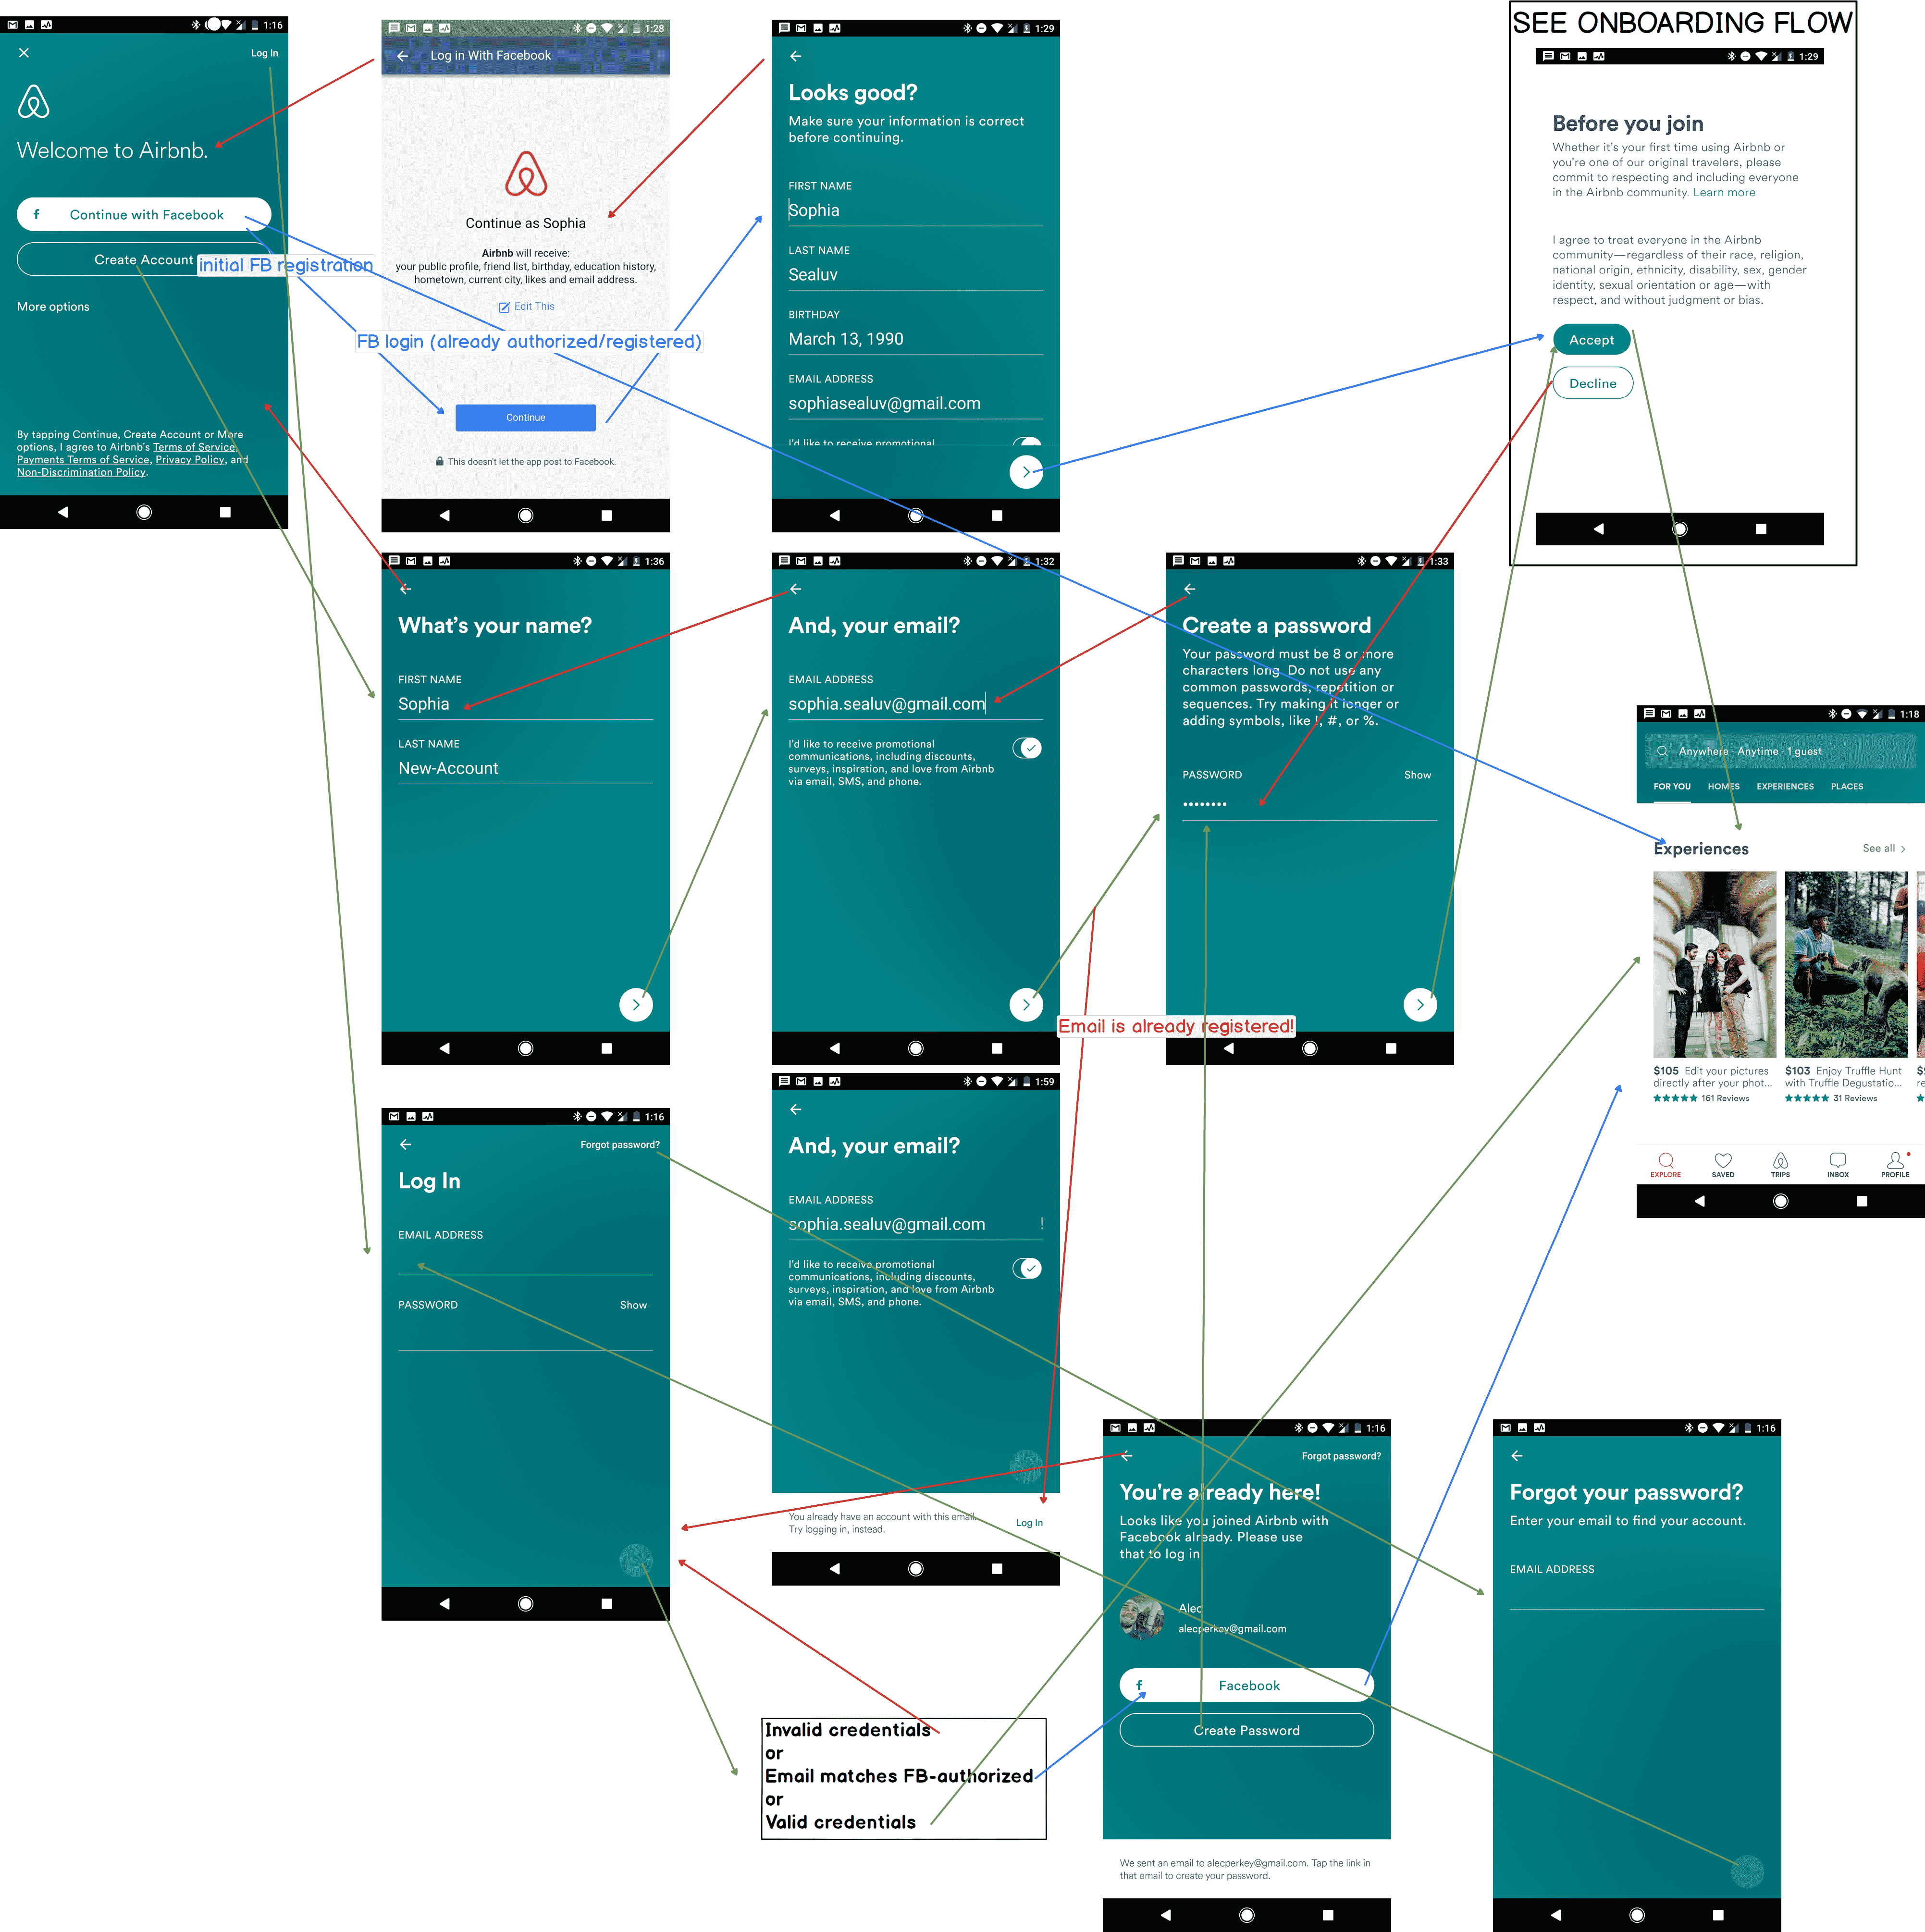 1:16
Log In
Welcome to Airbnb.
Continue with Facebook
Create Account
More options
By tapping Continue, Create Account or More
options, I agree to Airbnb's Terms of Service,
Payments Terms of Service, Privacy Policy, and
Non-Discrimination Policy.
initial FB registration
1:28
Log in With Facebook
Continue as Sophia
Airbnb will receive:
your public profile, friend list, birthday, education history,
hometown, current city, likes and email address.
Edit This
FB login (already authorized/registered)
Continue
This doesn't let the app post to Facebook.
1:29
Looks good?
Make sure your information is correct
before continuing.
FIRST NAME
Sophia
LAST NAME
Sealuv
BIRTHDAY
March 13, 1990
EMAIL ADDRESS
sophiasealuv@gmail.com
I'd like to receive promotional
SEE ONBOARDING FLOW
1:29
Before you join
Whether it's your first time using Airbnb or
you're one of our original travelers, please
commit to respecting and including everyone
in the Airbnb community. Learn more
I agree to treat everyone in the Airbnb
community—regardless of their race, religion,
national origin, ethnicity, disability, sex, gender
identity, sexual orientation or age—with
respect, and without judgment or bias.
Accept
Decline
1:36
What's your name?
FIRST NAME
Sophia
LAST NAME
New-Account
1:32
And, your email?
EMAIL ADDRESS
sophia.sealuv@gmail.com
I'd like to receive promotional
communications, including discounts,
surveys, inspiration, and love from Airbnb
via email, SMS, and phone.
1:33
Create a password
Your password must be 8 or more
characters long. Do not use any
common passwords, repetition or
sequences. Try making it longer or
adding symbols, like !, #, or %.
PASSWORD
Show
Email is already registered!
1:18
Anywhere · Anytime · 1 guest
FOR YOU HOMES EXPERIENCES PLACES
Experiences
See all
$105 Edit your pictures
directly after your phot...
161 Reviews
$103 Enjoy Truffle Hunt
with Truffle Degustatio...
31 Reviews
EXPLORE SAVED TRIPS INBOX PROFILE
1:16
Forgot password?
Log In
EMAIL ADDRESS
PASSWORD
Show
1:59
And, your email?
EMAIL ADDRESS
sophia.sealuv@gmail.com !
I'd like to receive promotional
communications, including discounts,
surveys, inspiration, and love from Airbnb
via email, SMS, and phone.
You already have an account with this email.
Try logging in, instead.
Log In
Invalid credentials
or
Email matches FB-authorized
or
Valid credentials
1:16
Forgot password?
You're already here!
Looks like you joined Airbnb with
Facebook already. Please use
that to log in
Alec
alecperkey@gmail.com
Facebook
Create Password
We sent an email to alecperkey@gmail.com. Tap the link in
that email to create your password.
1:16
Forgot your password?
Enter your email to find your account.
EMAIL ADDRESS